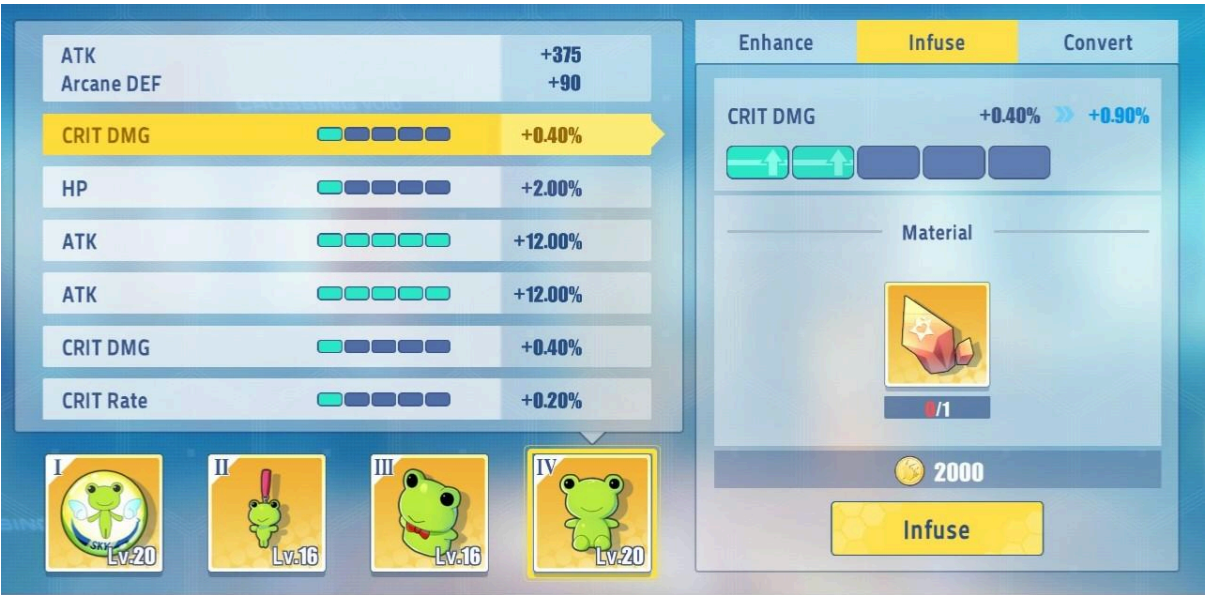 ATK +375
Arcane DEF +90
CRIT DMG +0.40%
HP +2.00%
ATK +12.00%
ATK +12.00%
CRIT DMG +0.40%
CRIT Rate +0.20%
I SKY Lv.20
II Lv.16
III Lv.16
IV Lv.20
Enhance Infuse Convert
CRIT DMG +0.40% +0.90%
Material
0/1
2000
Infuse